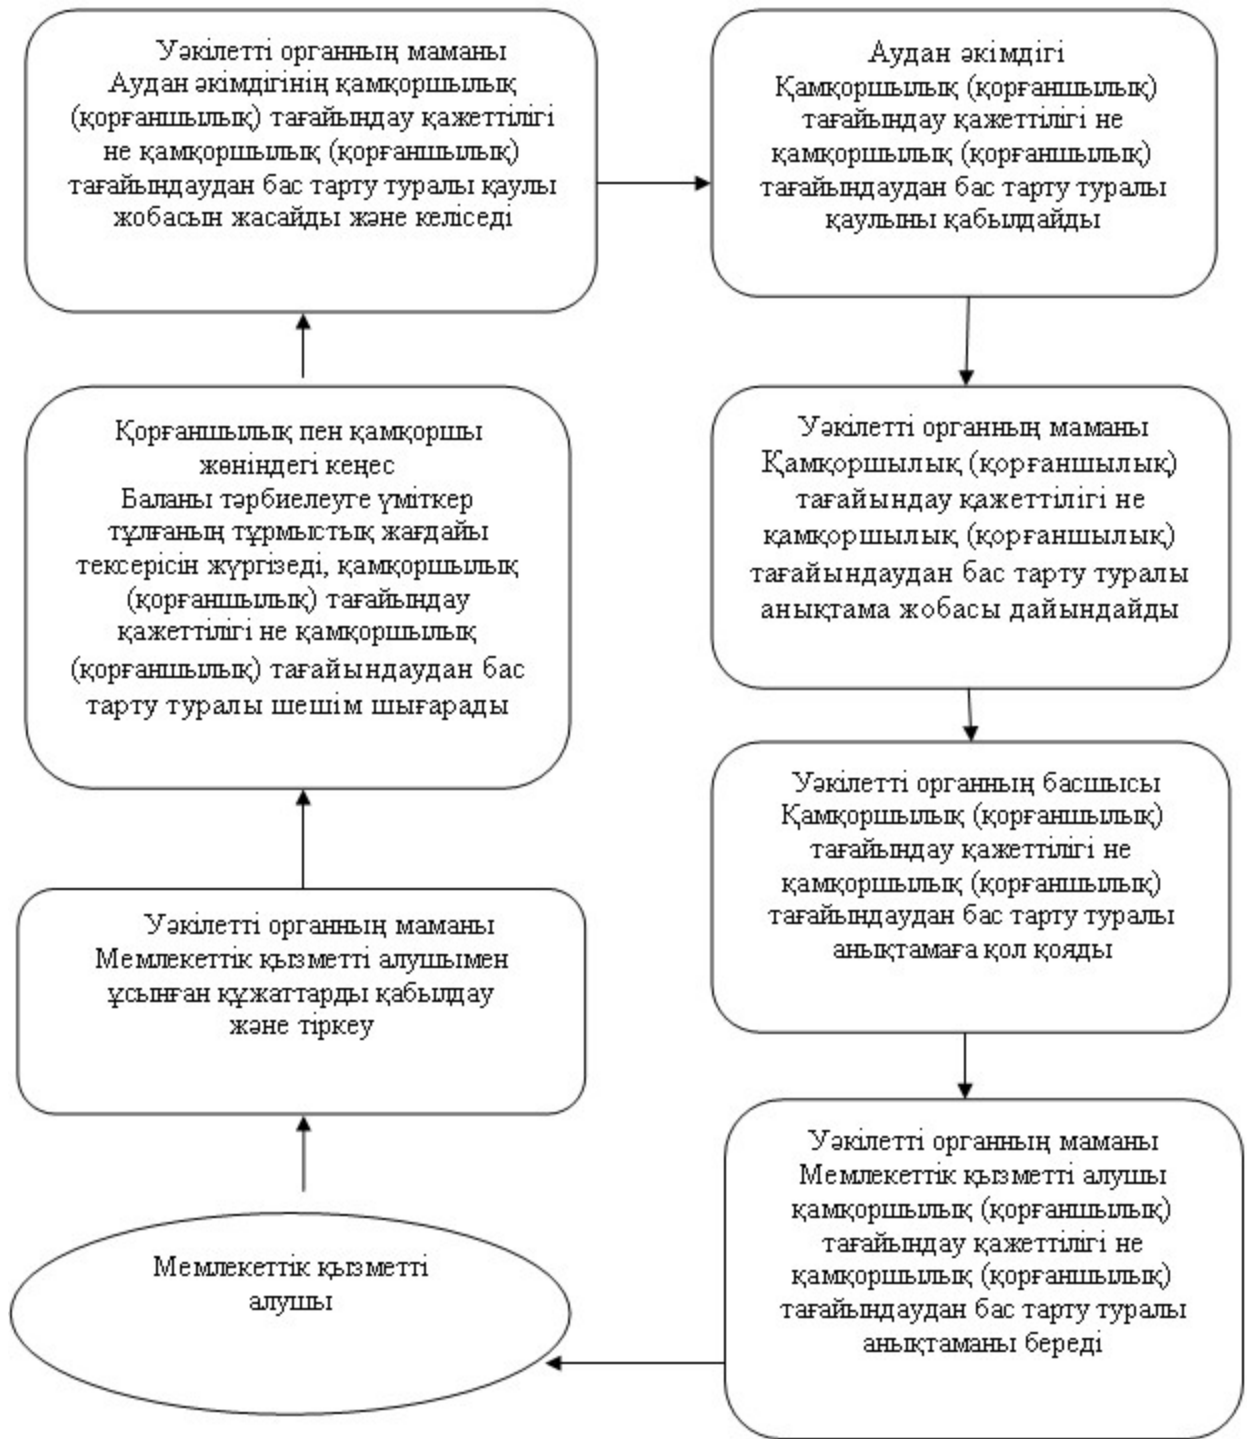 Уәкілетті органның маманы
Аудан әкімдігінің қамқоршылық
(қорғаншылық) тағайындау қажеттілігі
не қамқоршылық (қорғаншылық)
тағайындаудан бас тарту туралы қаулы
жобасын жасайды және келіседі
Аудан әкімдігі
Қамқоршылық (қорғаншылық)
тағайындау қажеттілігі не
қамқоршылық (қорғаншылық)
тағайындаудан бас тарту туралы
қаулыны қабылдайды
Қорғаншылық пен қамқоршы
жөніндегі кеңес
Баланы тәрбиелеуге үміткер
тұлғаның тұрмыстық жағдайы
тексерісін жүргізеді, қамқоршылық
(қорғаншылық) тағайындау
қажеттілігі не қамқоршылық
(қорғаншылық) тағайындаудан бас
тарту туралы шешім шығарады
Уәкілетті органның маманы
Қамқоршылық (қорғаншылық)
тағайындау қажеттілігі не
қамқоршылық (қорғаншылық)
тағайындаудан бас тарту туралы
анықтама жобасы дайындайды
Уәкілетті органның басшысы
Қамқоршылық (қорғаншылық)
тағайындау қажеттілігі не
қамқоршылық (қорғаншылық)
тағайындаудан бас тарту туралы
анықтамаға қол қояды
Уәкілетті органның маманы
Мемлекеттік қызметті алушымен
ұсынған құжаттарды қабылдау
және тіркеу
Уәкілетті органның маманы
Мемлекеттік қызметті алушы
қамқоршылық (қорғаншылық)
тағайындау қажеттілігі не
қамқоршылық (қорғаншылық)
тағайындаудан бас тарту туралы
анықтаманы береді
Мемлекеттік қызметті
алушы